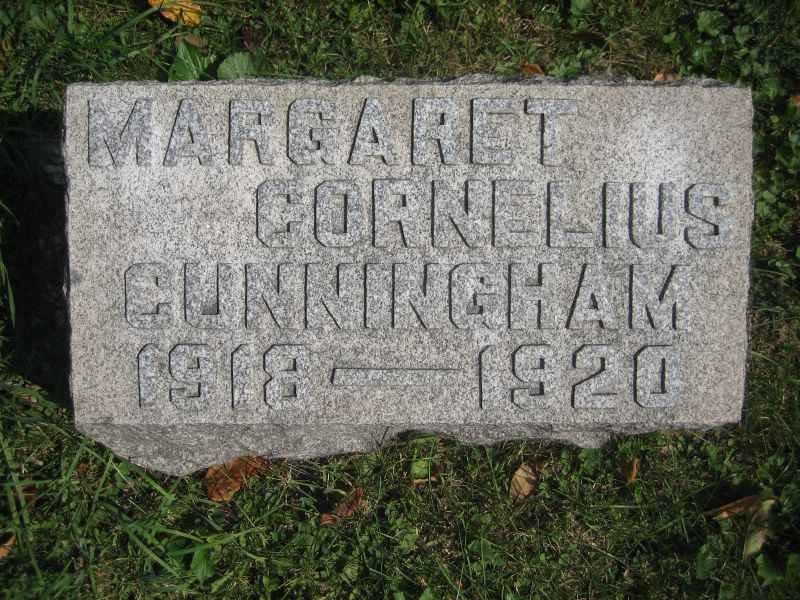 MARGARET
CORNELIUS
CUNNINGHAM
1918 — 1920